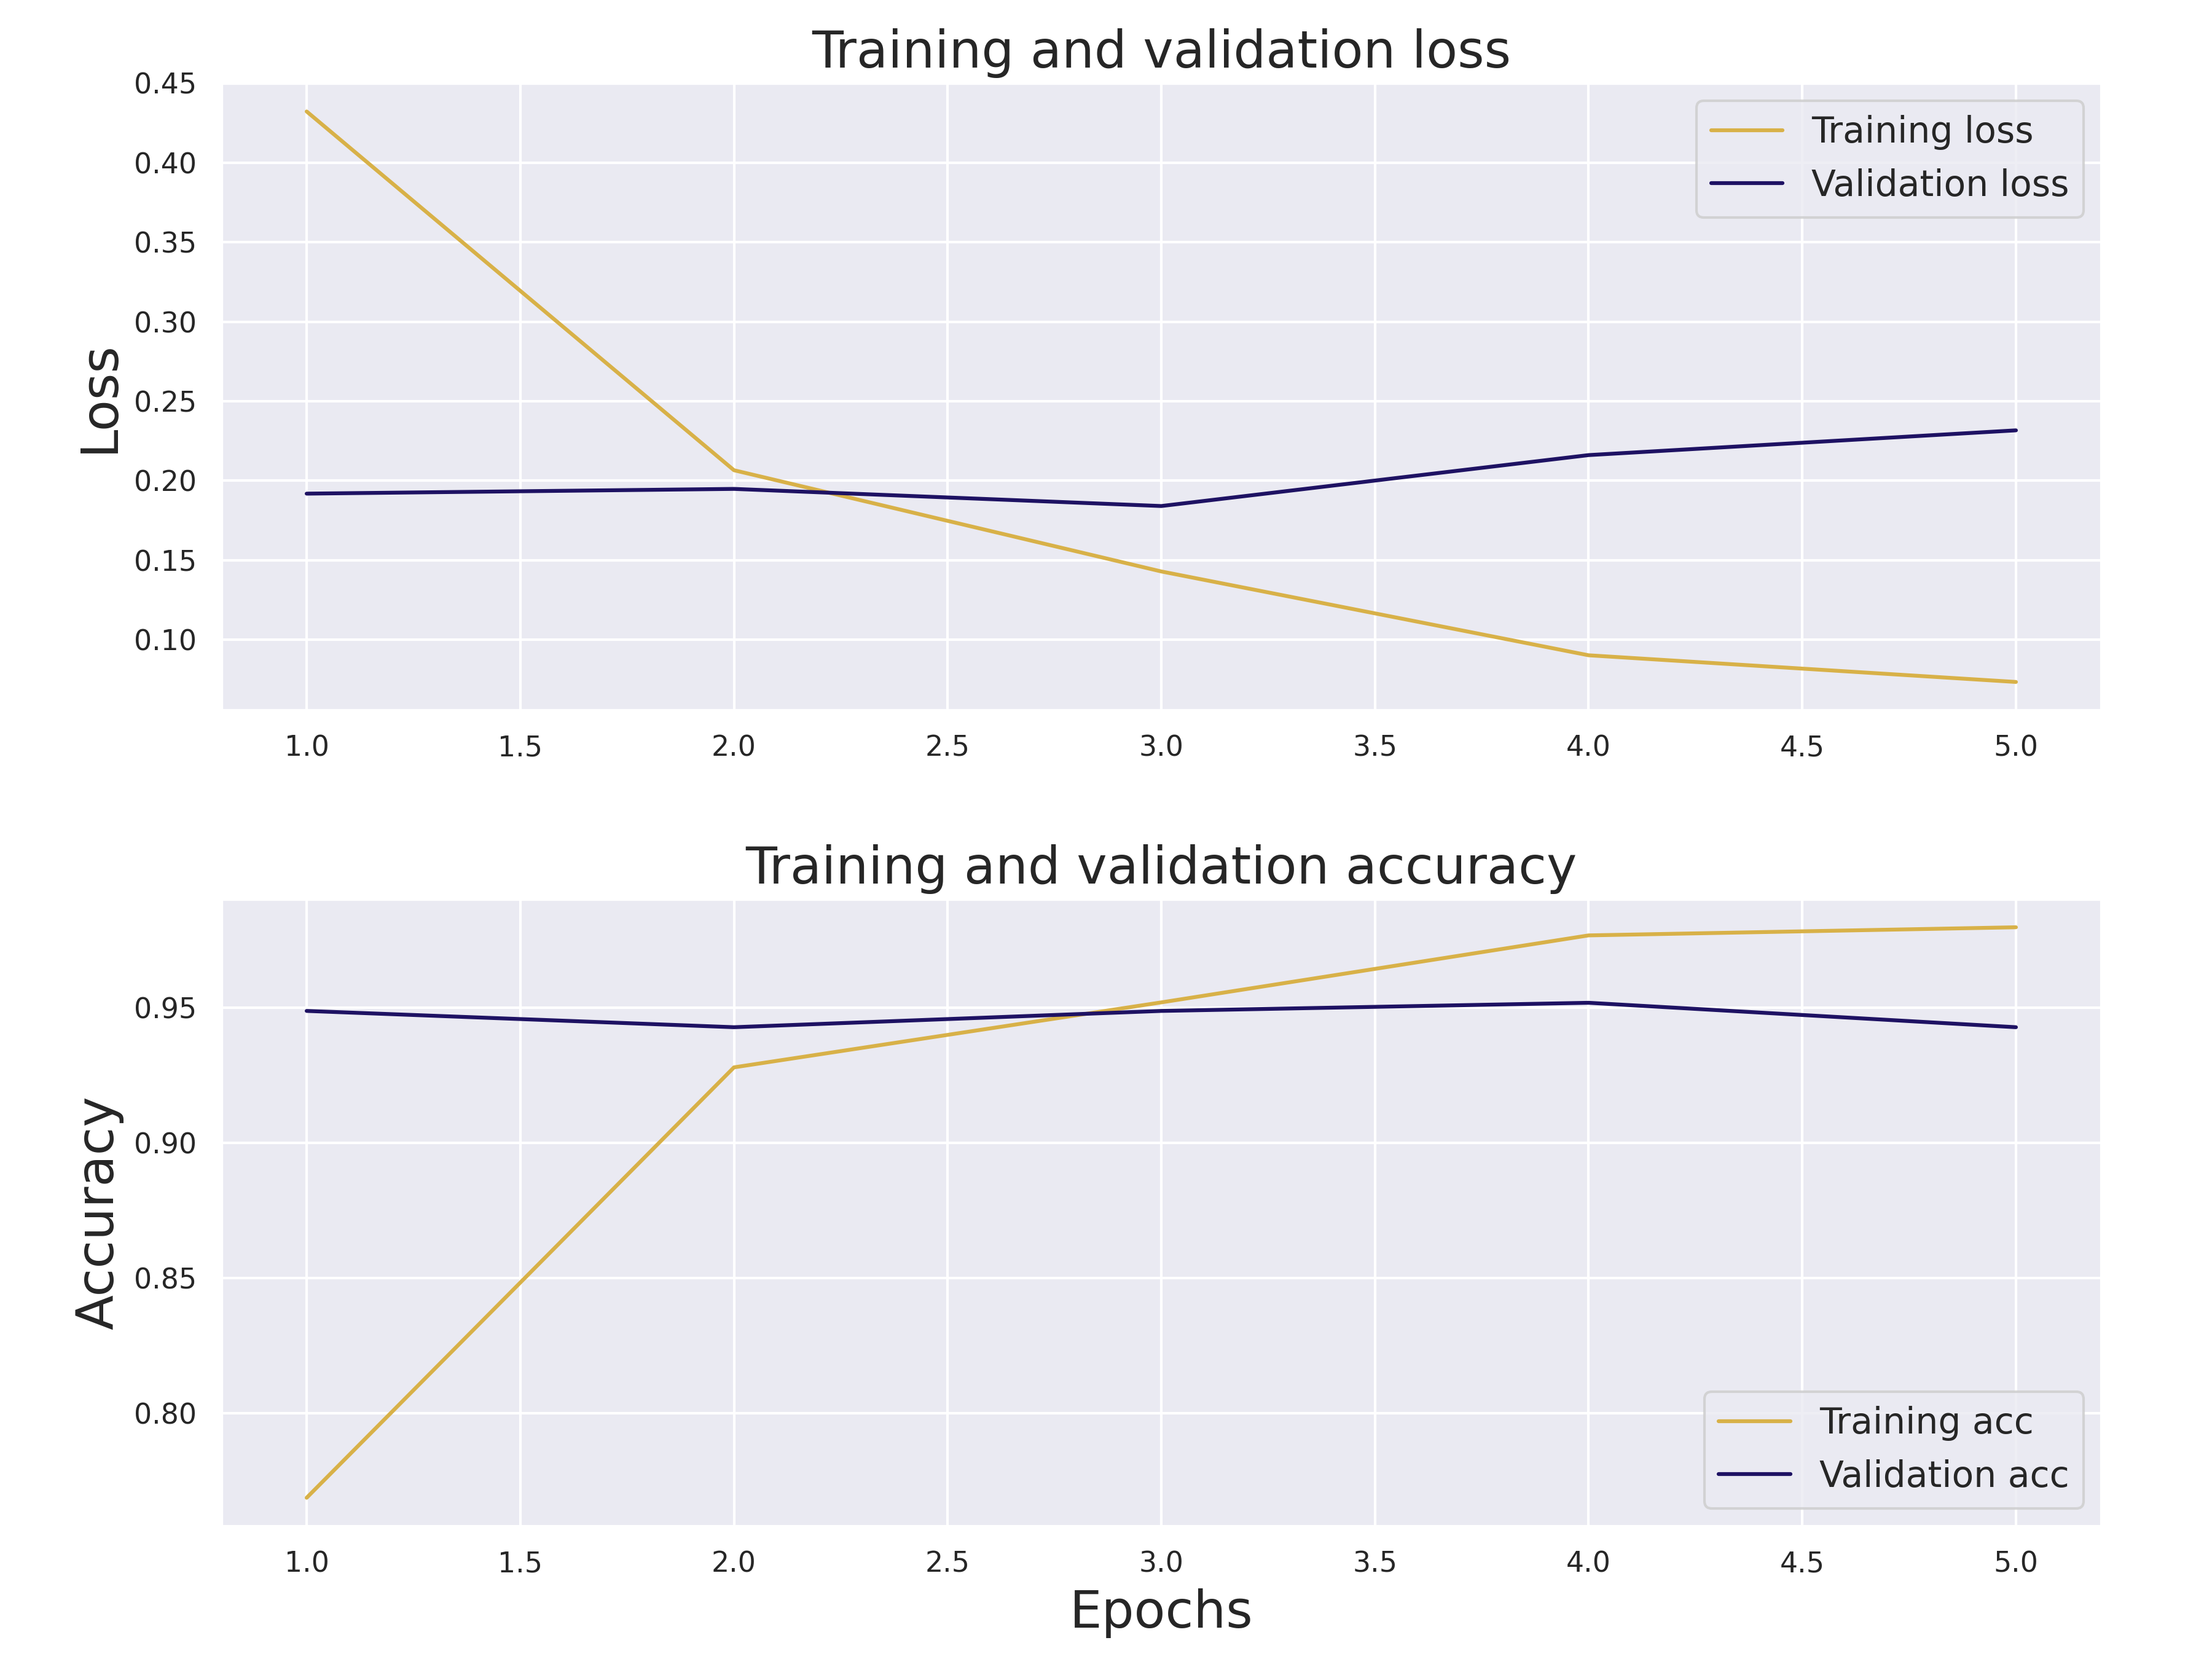 Training and validation loss
0.45
0.40
0.35
0.30
0.25
0.20
0.15
0.10
Loss
Training loss
Validation loss
1.0 1.5 2.0 2.5 3.0 3.5 4.0 4.5 5.0
Training and validation accuracy
0.95
0.90
0.85
0.80
Accuracy
Training acc
Validation acc
1.0 1.5 2.0 2.5 3.0 3.5 4.0 4.5 5.0
Epochs